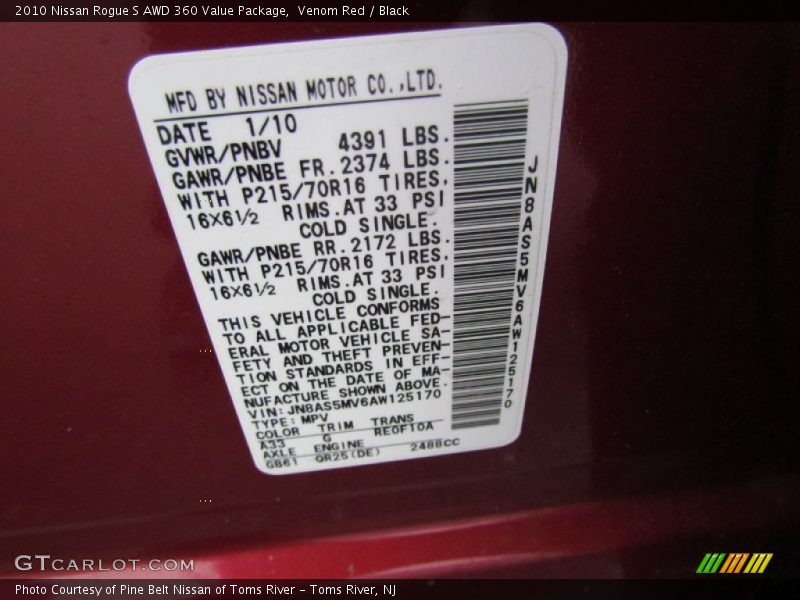 2010 Nissan Rogue S AWD 360 Value Package,  Venom Red / Black
MFD BY NISSAN MOTOR CO.,LTD.
DATE 1/10
GVWR/PNBV 4391 LBS.
GAWR/PNBE FR.2374 LBS.
WITH P215/70R16 TIRES,
16X6½ RIMS.AT 33 PSI
COLD SINGLE.
GAWR/PNBE RR.2172 LBS.
WITH P215/70R16 TIRES,
16X6½ RIMS.AT 33 PSI
COLD SINGLE.
THIS VEHICLE CONFORMS
TO ALL APPLICABLE FED-
ERAL MOTOR VEHICLE SA-
FETY AND THEFT PREVEN-
TION STANDARDS IN EFF-
ECT ON THE DATE OF MA-
NUFACTURE SHOWN ABOVE.
VIN:JN8AS5MV6AW125170
TYPE:MPV
COLOR TRIM TRANS
A33 G RE0F10A
AXLE ENGINE
GB61 QR25(DE) 2488CC
JN8AS5MV6AW125170
GTCARLOT.COM
Photo Courtesy of Pine Belt Nissan of Toms River – Toms River, NJ